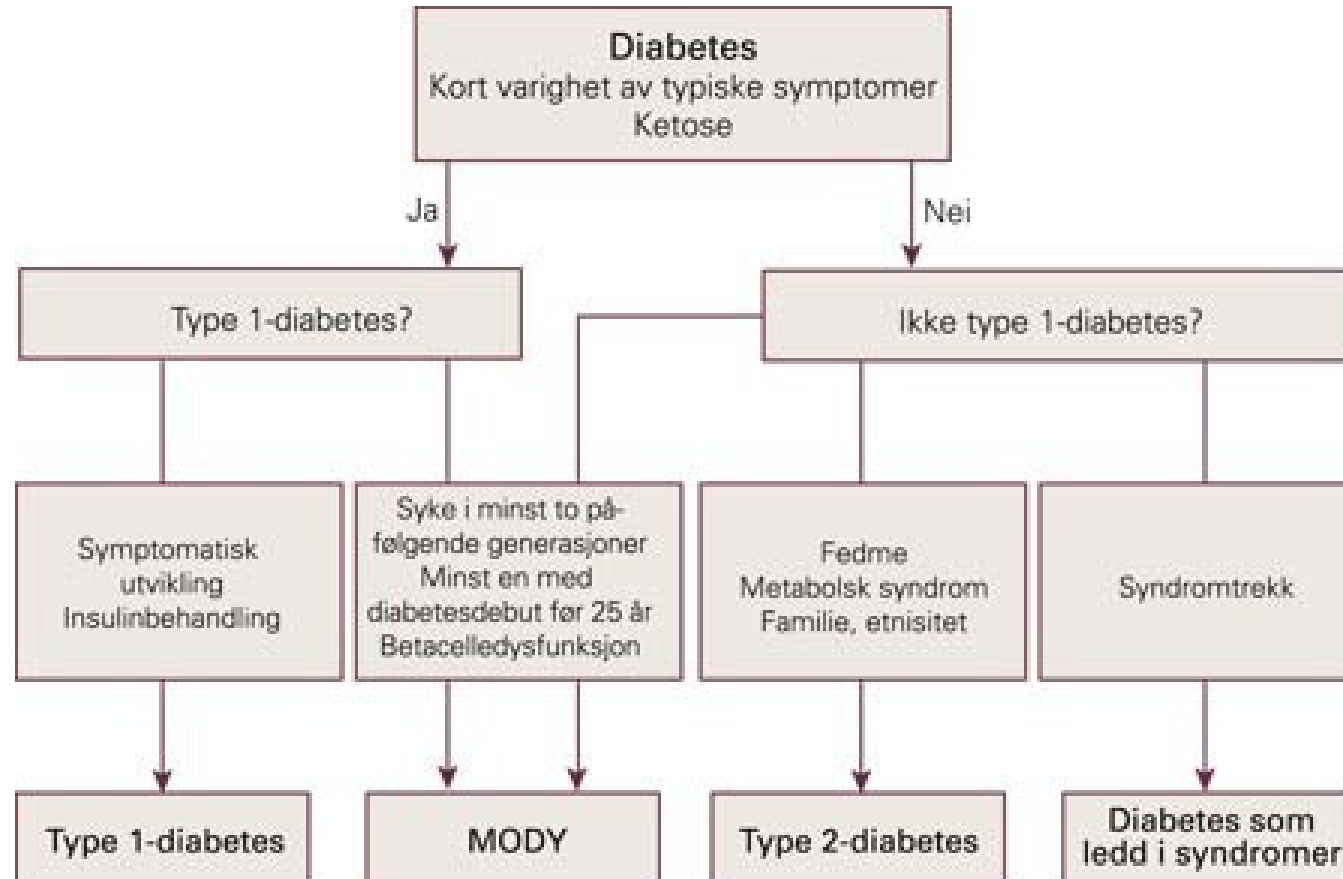 Diabetes
Kort varighet av typiske symptomer
Ketose
Ja
Nei
Type 1-diabetes?
Ikke type 1-diabetes?
Symptomatisk
utvikling
Insulinbehandling
Syke i minst to på-
følgende generasjoner
Minst en med
diabetesdebut før 25 år
Betacelledysfunksjon
Fedme
Metabolsk syndrom
Familie, etnisitet
Syndromtrekk
Type 1-diabetes
MODY
Type 2-diabetes
Diabetes som
ledd i syndromer